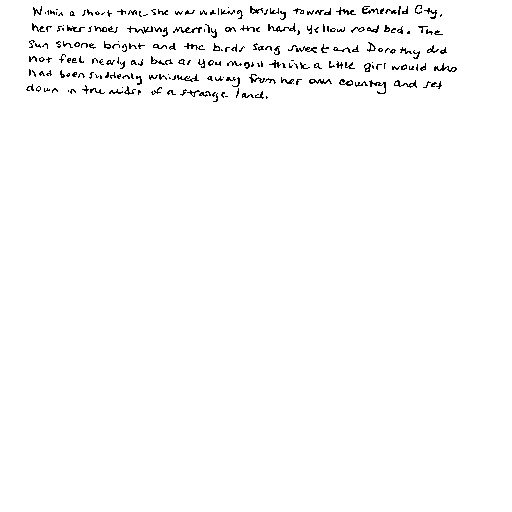 Within a short time she was walking briskly toward the Emerald City,
her silver shoes tinkling merrily on the hard, yellow road bed. The
sun shone bright and the birds sang sweet and Dorothy did
not feel nearly as bad as you might think a little girl would who
had been suddenly whisked away from her own country and set
down in the midst of a strange land.